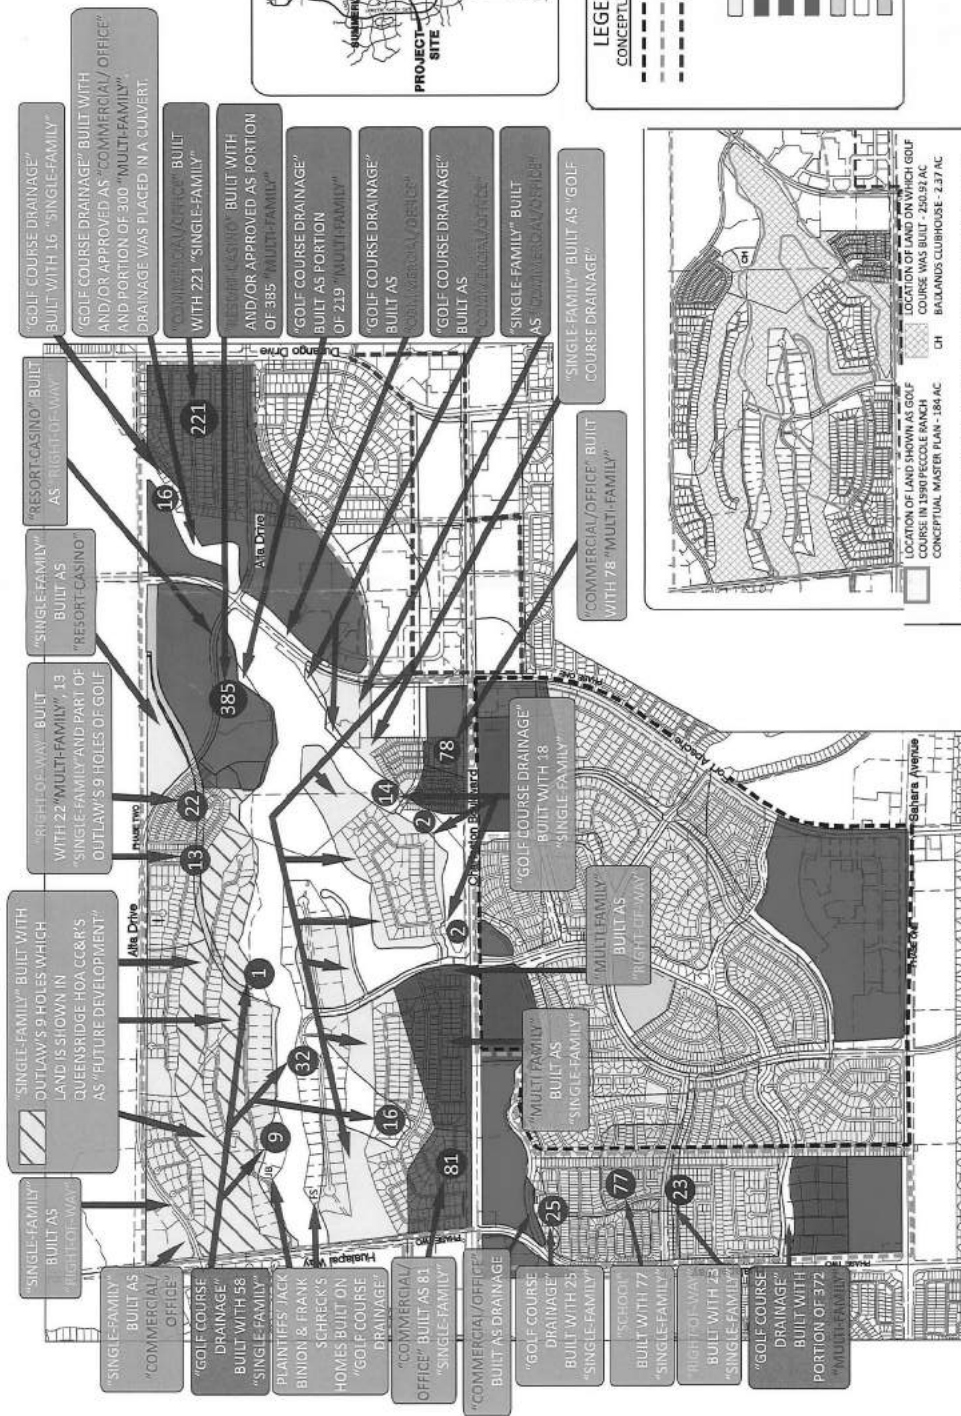 "SINGLE-FAMILY"
BUILT AS
"RIGHT-OF-WAY"
"SINGLE-FAMILY" BUILT WITH
OUTLAW'S 9 HOLES WHICH
LAND IS SHOWN IN
QUEENSRIDGE HOA CC&R'S
AS "FUTURE DEVELOPMENT"
"RIGHT-OF-WAY" BUILT
WITH 22 "MULTI-FAMILY", 13
"SINGLE-FAMILY AND PART OF
OUTLAW'S 9 HOLES OF GOLF
"SINGLE-FAMILY"
BUILT AS
"RESORT-CASINO"
"RESORT-CASINO" BUILT
AS "RIGHT-OF-WAY"
"GOLF COURSE DRAINAGE"
BUILT WITH 16 "SINGLE-FAMILY"
"GOLF COURSE DRAINAGE" BUILT WITH
AND/OR APPROVED AS "COMMERCIAL/ OFFICE"
AND PORTION OF 300 "MULTI-FAMILY".
DRAINAGE WAS PLACED IN A CULVERT.
"COMMERCIAL/OFFICE" BUILT
WITH 221 "SINGLE-FAMILY"
"RESORT-CASINO" BUILT WITH
AND/OR APPROVED AS PORTION
OF 385 "MULTI-FAMILY"
"GOLF COURSE DRAINAGE"
BUILT AS PORTION
OF 219 "MULTI-FAMILY"
"GOLF COURSE DRAINAGE"
BUILT AS
"COMMERCIAL/OFFICE"
"GOLF COURSE DRAINAGE"
BUILT AS
"COMMERCIAL/OFFICE"
"SINGLE-FAMILY" BUILT
AS "COMMERCIAL/OFFICE"
"SINGLE-FAMILY" BUILT AS "GOLF
COURSE DRAINAGE"
"COMMERCIAL/OFFICE" BUILT
WITH 78 "MULTI-FAMILY"
"SINGLE-FAMILY"
BUILT AS
"COMMERCIAL/
OFFICE"
"GOLF COURSE
DRAINAGE"
BUILT WITH 58
"SINGLE-FAMILY"
PLAINTIFFS JACK
BINION & FRANK
SCHRECK'S
HOMES BUILT ON
"GOLF COURSE
DRAINAGE"
"COMMERCIAL/
OFFICE" BUILT AS 81
"SINGLE-FAMILY"
"COMMERCIAL/OFFICE"
BUILT AS DRAINAGE
"GOLF COURSE
DRAINAGE"
BUILT WITH 25
"SINGLE-FAMILY"
"SCHOOL"
BUILT WITH 77
"SINGLE-FAMILY"
"RIGHT-OF-WAY"
BUILT WITH 23
"SINGLE-FAMILY"
"GOLF COURSE
DRAINAGE"
BUILT WITH
PORTION OF 372
"MULTI-FAMILY"
"MULTI-FAMILY"
BUILT AS
"SINGLE-FAMILY"
"MULTI-FAMILY"
BUILT AS
"RIGHT-OF-WAY"
"GOLF COURSE DRAINAGE"
BUILT WITH 18
"SINGLE-FAMILY"
Alta Drive
PHASE TWO
Alta Drive
Durango Drive
Hualapai Way
PHASE TWO
Charleston Boulevard
Fort Apache
PHASE ONE
PHASE ONE
Sahara Avenue
PHASE TWO
13
22
385
16
221
1
32
9
JB
FS
16
81
14
2
2
78
25
77
23
PROJECT
SITE
LEGE
CONCEPTU
CH
LOCATION OF LAND SHOWN AS GOLF
COURSE IN 1990 PECCOLE RANCH
CONCEPTUAL MASTER PLAN - 184 AC
LOCATION OF LAND ON WHICH GOLF
COURSE WAS BUILT - 250.92 AC
CH BADLANDS CLUBHOUSE - 2.37 AC